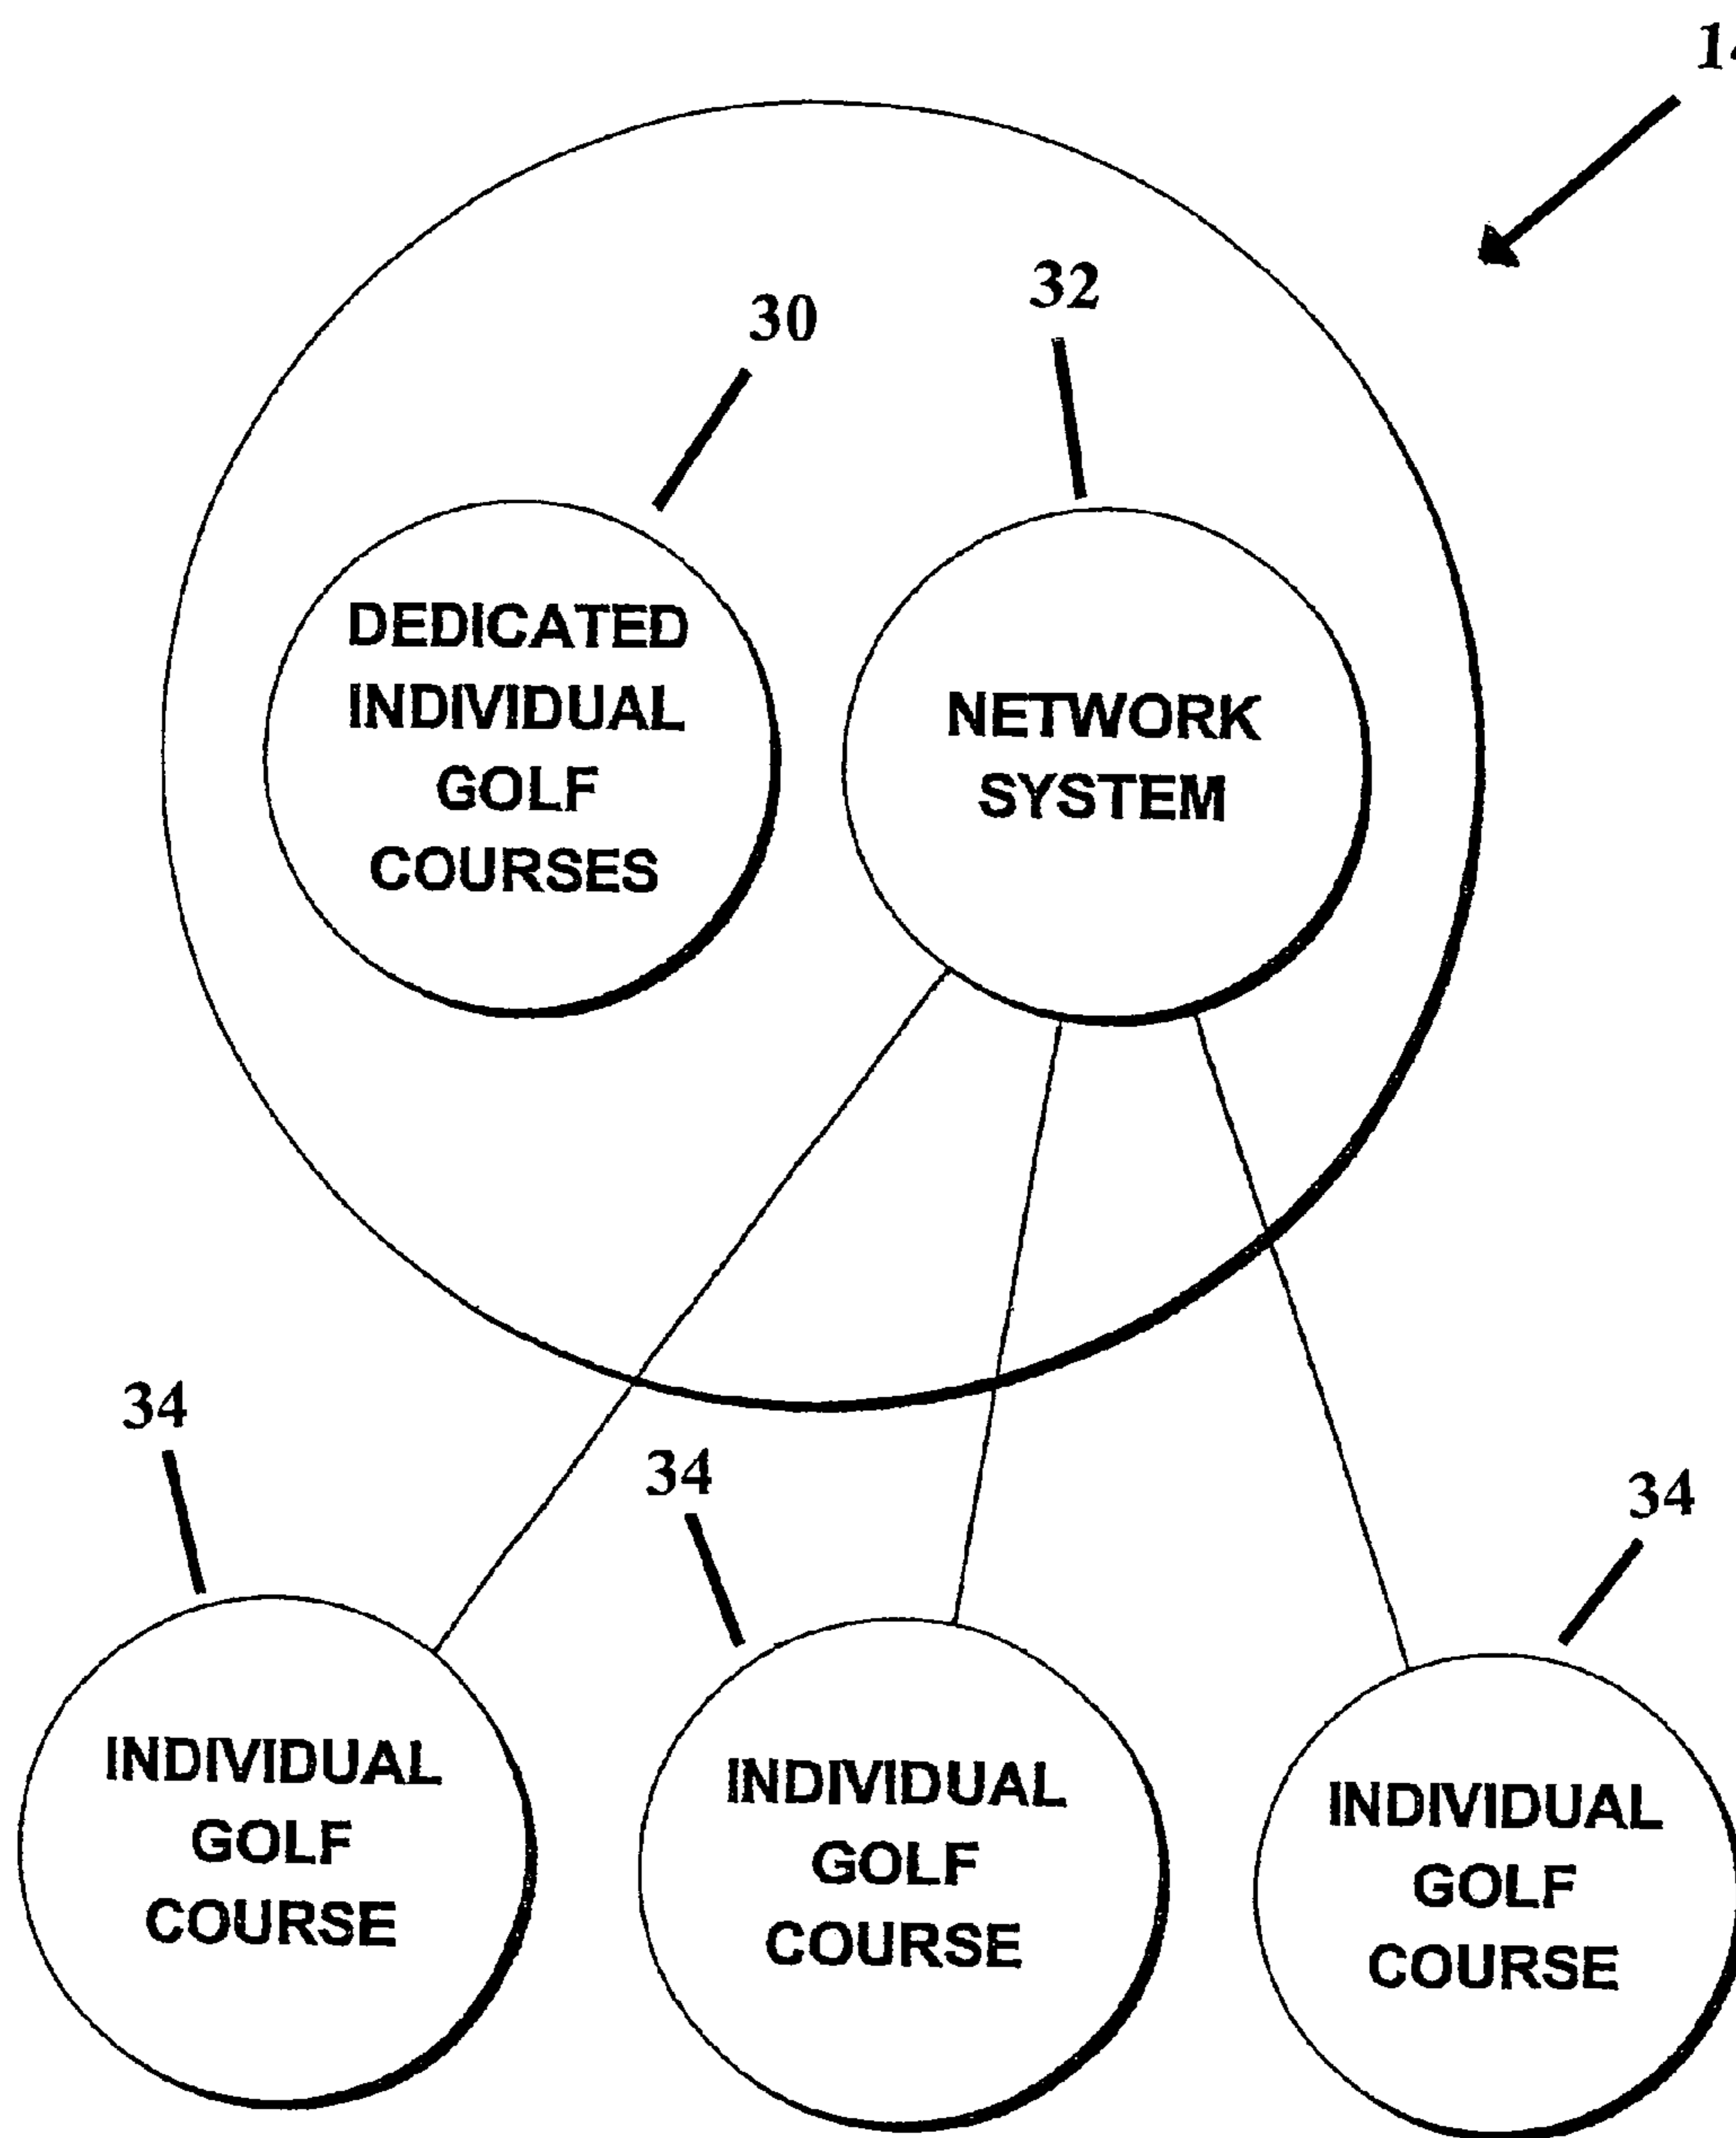 32
30
DEDICATED
INDIVIDUAL
GOLF
COURSES
NETWORK
SYSTEM
34
34
34
INDIVIDUAL
GOLF
COURSE
INDIVIDUAL
GOLF
COURSE
INDIVIDUAL
GOLF
COURSE